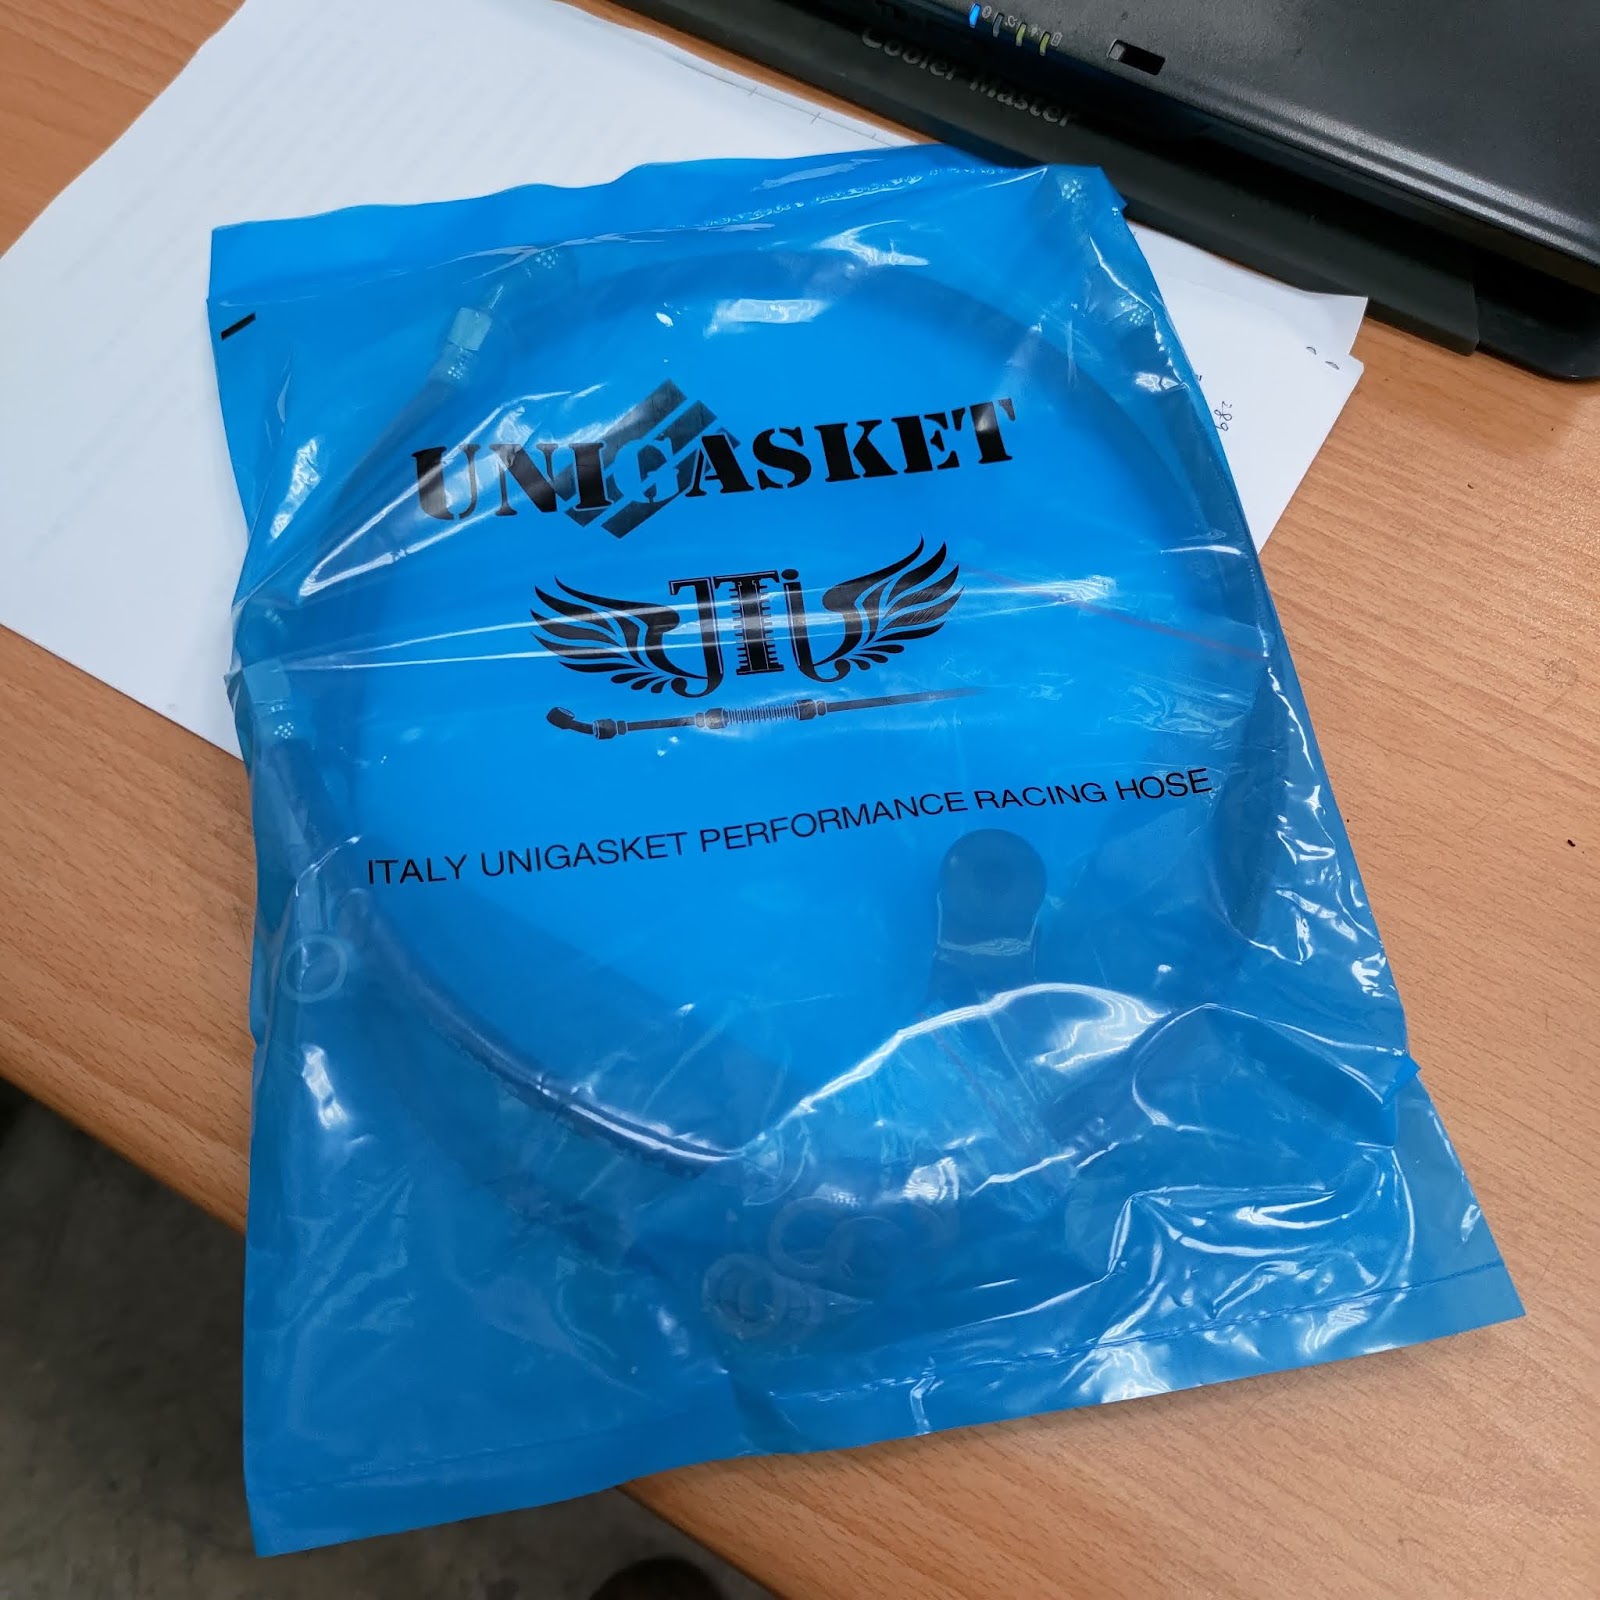 Cooler Master
UNIGASKET
JTi
ITALY UNIGASKET PERFORMANCE RACING HOSE